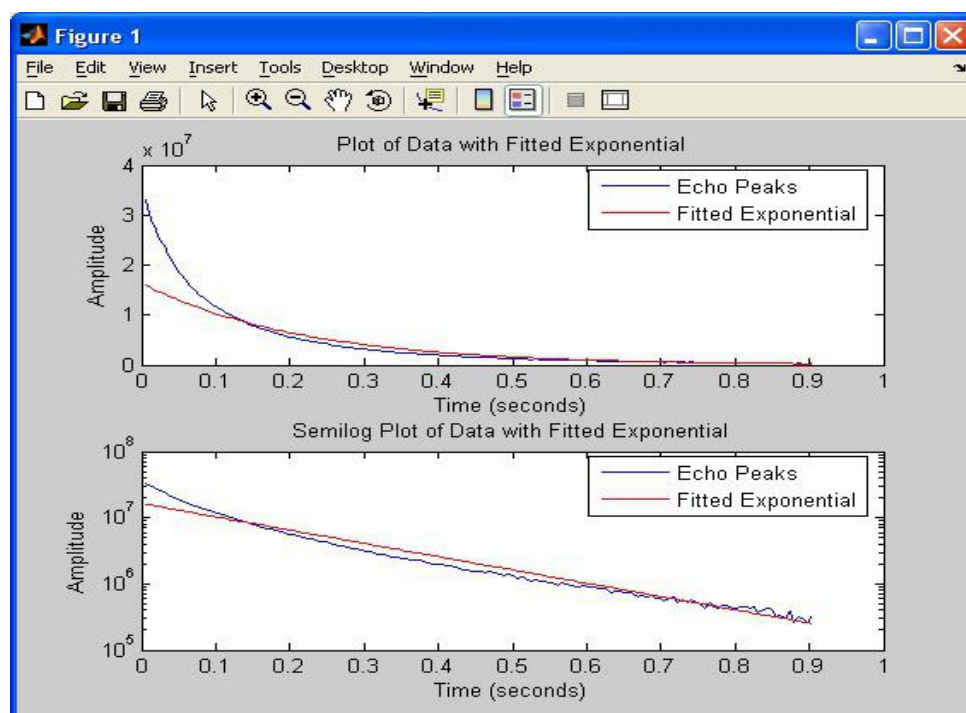 Figure 1
File Edit View Insert Tools Desktop Window Help
Plot of Data with Fitted Exponential
x 10^7
4
3
2
1
0
Amplitude
Echo Peaks
Fitted Exponential
0 0.1 0.2 0.3 0.4 0.5 0.6 0.7 0.8 0.9 1
Time (seconds)
Semilog Plot of Data with Fitted Exponential
10^8
10^7
10^6
10^5
Amplitude
Echo Peaks
Fitted Exponential
0 0.1 0.2 0.3 0.4 0.5 0.6 0.7 0.8 0.9 1
Time (seconds)